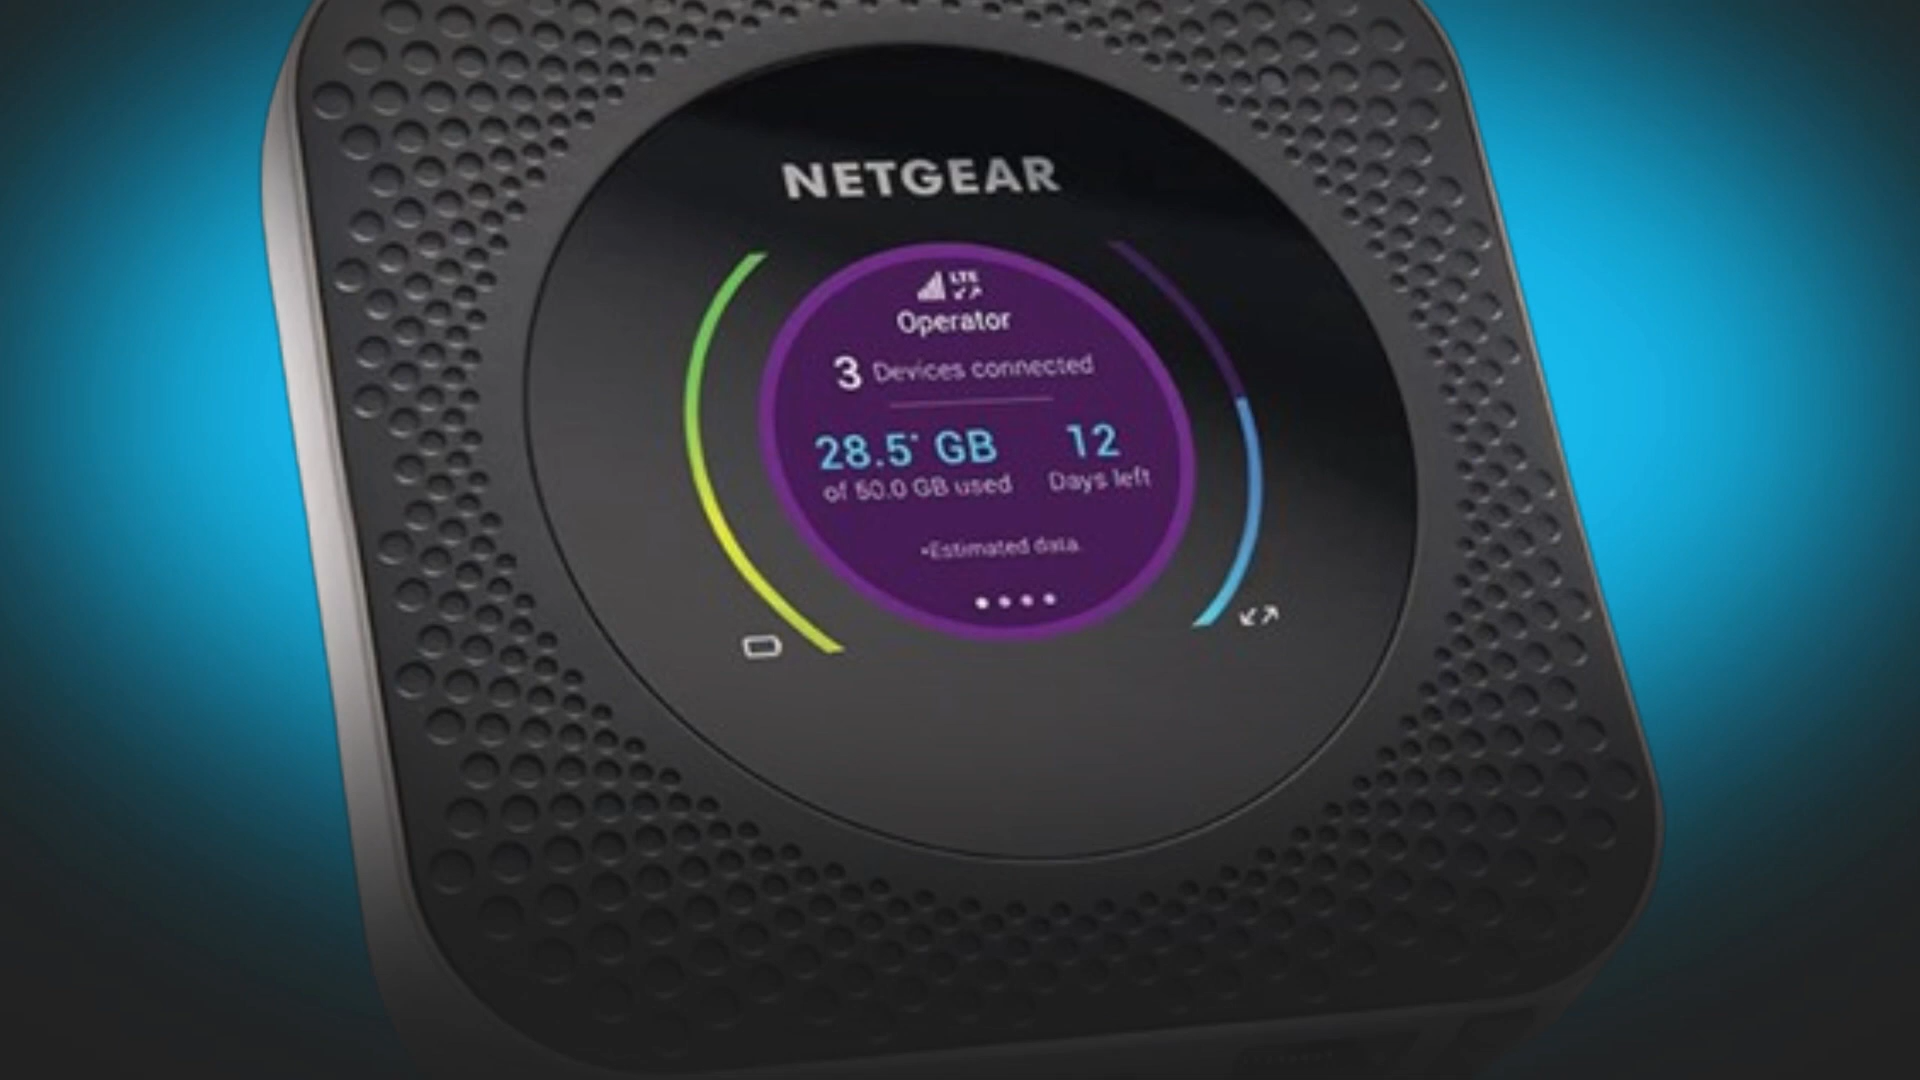 NETGEAR
LTE
Operator
3 Devices connected
28.5* GB 12
of 50.0 GB used Days left
*Estimated data.